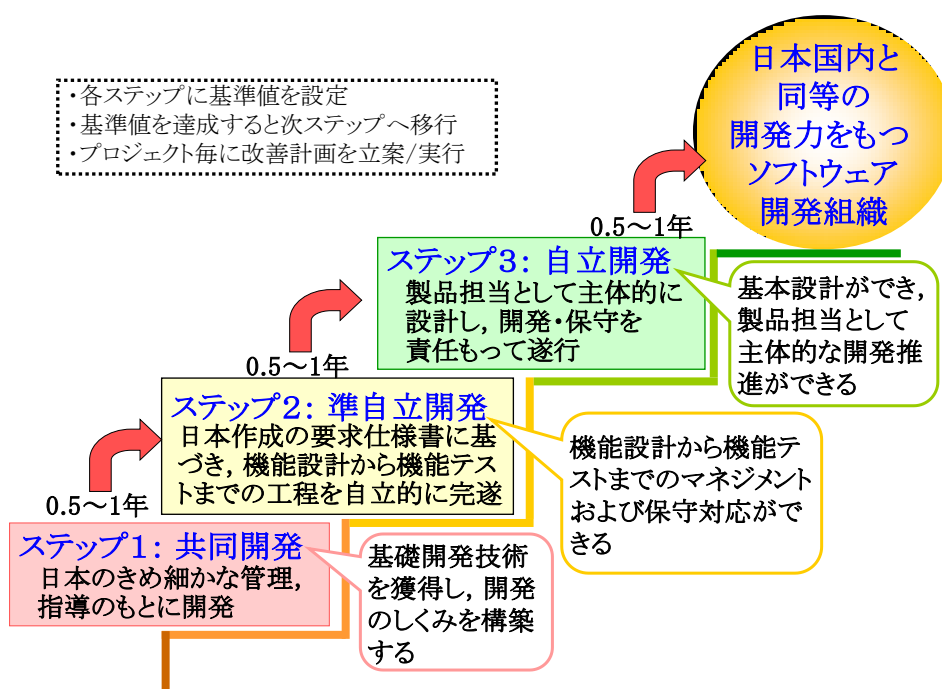 ・各ステップに基準値を設定
・基準値を達成すると次ステップへ移行
・プロジェクト毎に改善計画を立案/実行
日本国内と
同等の
開発力をもつ
ソフトウェア
開発組織
0.5～1年
ステップ3: 自立開発
製品担当として主体的に
設計し, 開発・保守を
責任もって遂行
基本設計ができ,
製品担当として
主体的な開発推
進ができる
0.5～1年
ステップ2: 準自立開発
日本作成の要求仕様書に基
づき, 機能設計から機能テス
トまでの工程を自立的に完遂
機能設計から機能テ
ストまでのマネジメント
および保守対応がで
きる
0.5～1年
ステップ1: 共同開発
日本のきめ細かな管理,
指導のもとに開発
基礎開発技術
を獲得し, 開発
のしくみを構築
する